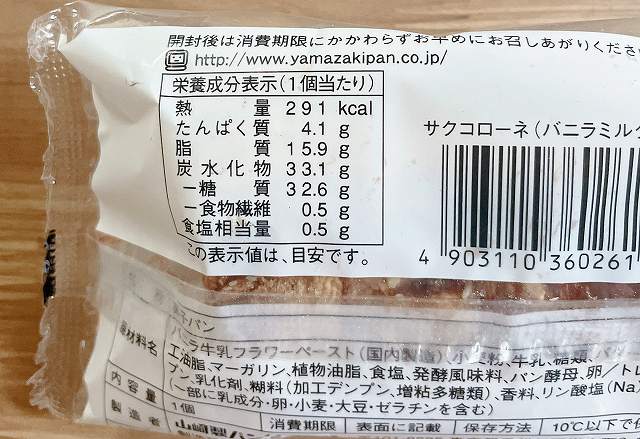 開封後は消費期限にかかわらずお早めにお召しあがりくださ
http://www.yamazakipan.co.jp/
栄養成分表示(1個当たり)
熱量 291 kcal
たんぱく質 4.1 g
脂質 15.9 g
炭水化物 33.1 g
－糖質 32.6 g
－食物繊維 0.5 g
食塩相当量 0.5 g
この表示値は、目安です。
サクコローネ(バニラミルク
4 903110 360261
菓子パン
原材料名
バニラ牛乳フラワーペースト(国内製造)、小麦粉、牛乳、糖類、
工油脂、マーガリン、植物油脂、食塩、発酵風味料、パン酵母、卵/トレ
、乳化剤、糊料(加工デンプン、増粘多糖類)、香料、リン酸塩(Na
(一部に乳成分・卵・小麦・大豆・ゼラチンを含む)
内容量 1個
消費期限 表面に記載 保存方法 10℃以下で
製造者 山崎製パン